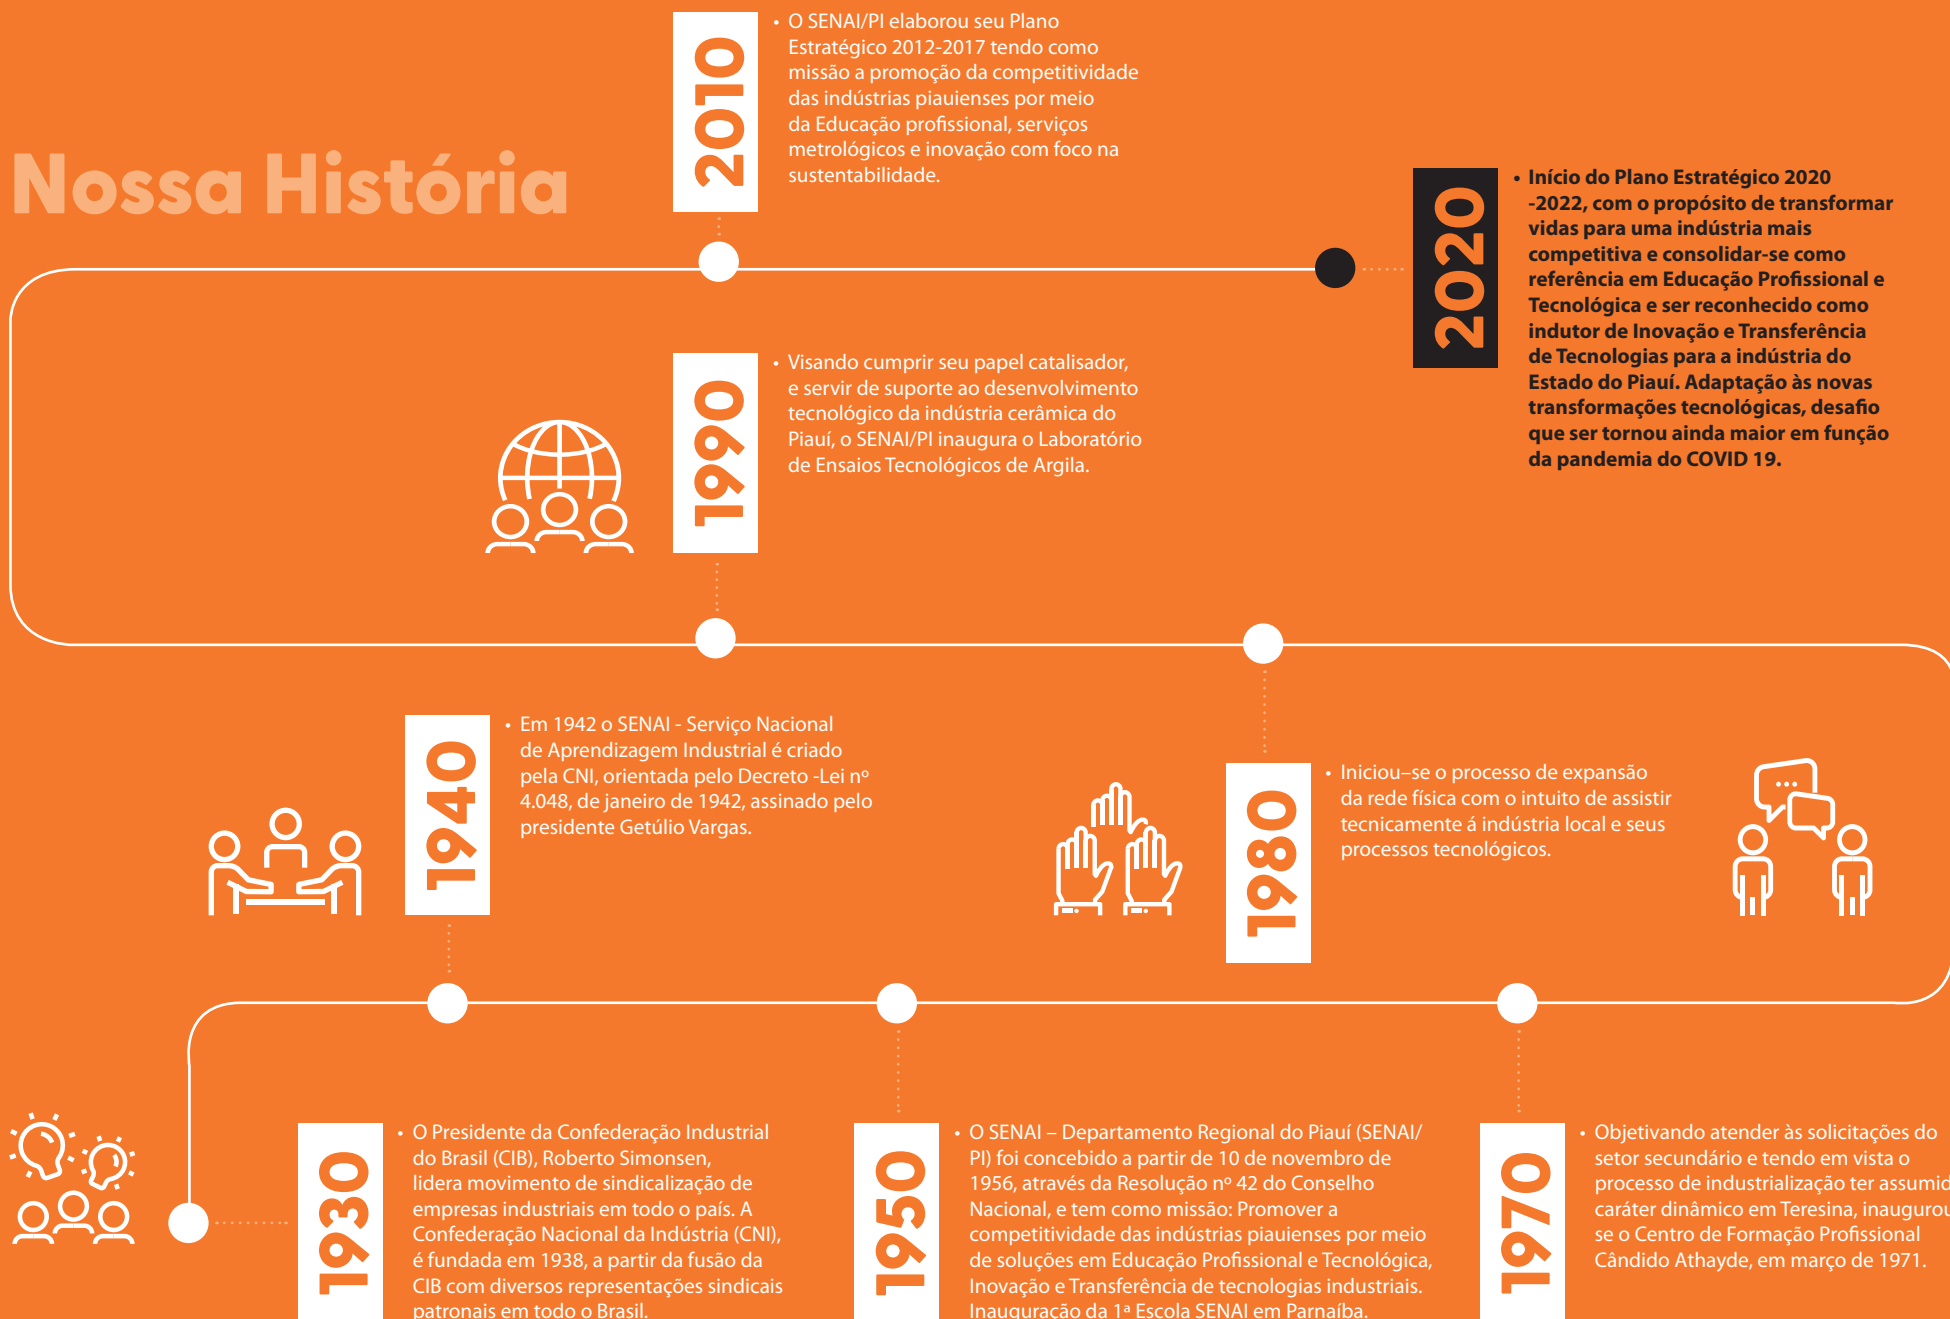 Nossa História
2010
• O SENAI/PI elaborou seu Plano
Estratégico 2012-2017 tendo como
missão a promoção da competitividade
das indústrias piauienses por meio
da Educação profissional, serviços
metrológicos e inovação com foco na
sustentabilidade.
2020
• Início do Plano Estratégico 2020
-2022, com o propósito de transformar
vidas para uma indústria mais
competitiva e consolidar-se como
referência em Educação Profissional e
Tecnológica e ser reconhecido como
indutor de Inovação e Transferência
de Tecnologias para a indústria do
Estado do Piauí. Adaptação às novas
transformações tecnológicas, desafio
que ser tornou ainda maior em função
da pandemia do COVID 19.
1990
• Visando cumprir seu papel catalisador,
e servir de suporte ao desenvolvimento
tecnológico da indústria cerâmica do
Piauí, o SENAI/PI inaugura o Laboratório
de Ensaios Tecnológicos de Argila.
1940
• Em 1942 o SENAI - Serviço Nacional
de Aprendizagem Industrial é criado
pela CNI, orientada pelo Decreto -Lei nº
4.048, de janeiro de 1942, assinado pelo
presidente Getúlio Vargas.
1980
• Iniciou–se o processo de expansão
da rede física com o intuito de assistir
tecnicamente á indústria local e seus
processos tecnológicos.
1930
• O Presidente da Confederação Industrial
do Brasil (CIB), Roberto Simonsen,
lidera movimento de sindicalização de
empresas industriais em todo o país. A
Confederação Nacional da Indústria (CNI),
é fundada em 1938, a partir da fusão da
CIB com diversos representações sindicais
patronais em todo o Brasil.
1950
• O SENAI – Departamento Regional do Piauí (SENAI/
PI) foi concebido a partir de 10 de novembro de
1956, através da Resolução nº 42 do Conselho
Nacional, e tem como missão: Promover a
competitividade das indústrias piauienses por meio
de soluções em Educação Profissional e Tecnológica,
Inovação e Transferência de tecnologias industriais.
Inauguração da 1ª Escola SENAI em Parnaíba.
1970
• Objetivando atender às solicitações do
setor secundário e tendo em vista o
processo de industrialização ter assumid
caráter dinâmico em Teresina, inaugurou
se o Centro de Formação Profissional
Cândido Athayde, em março de 1971.